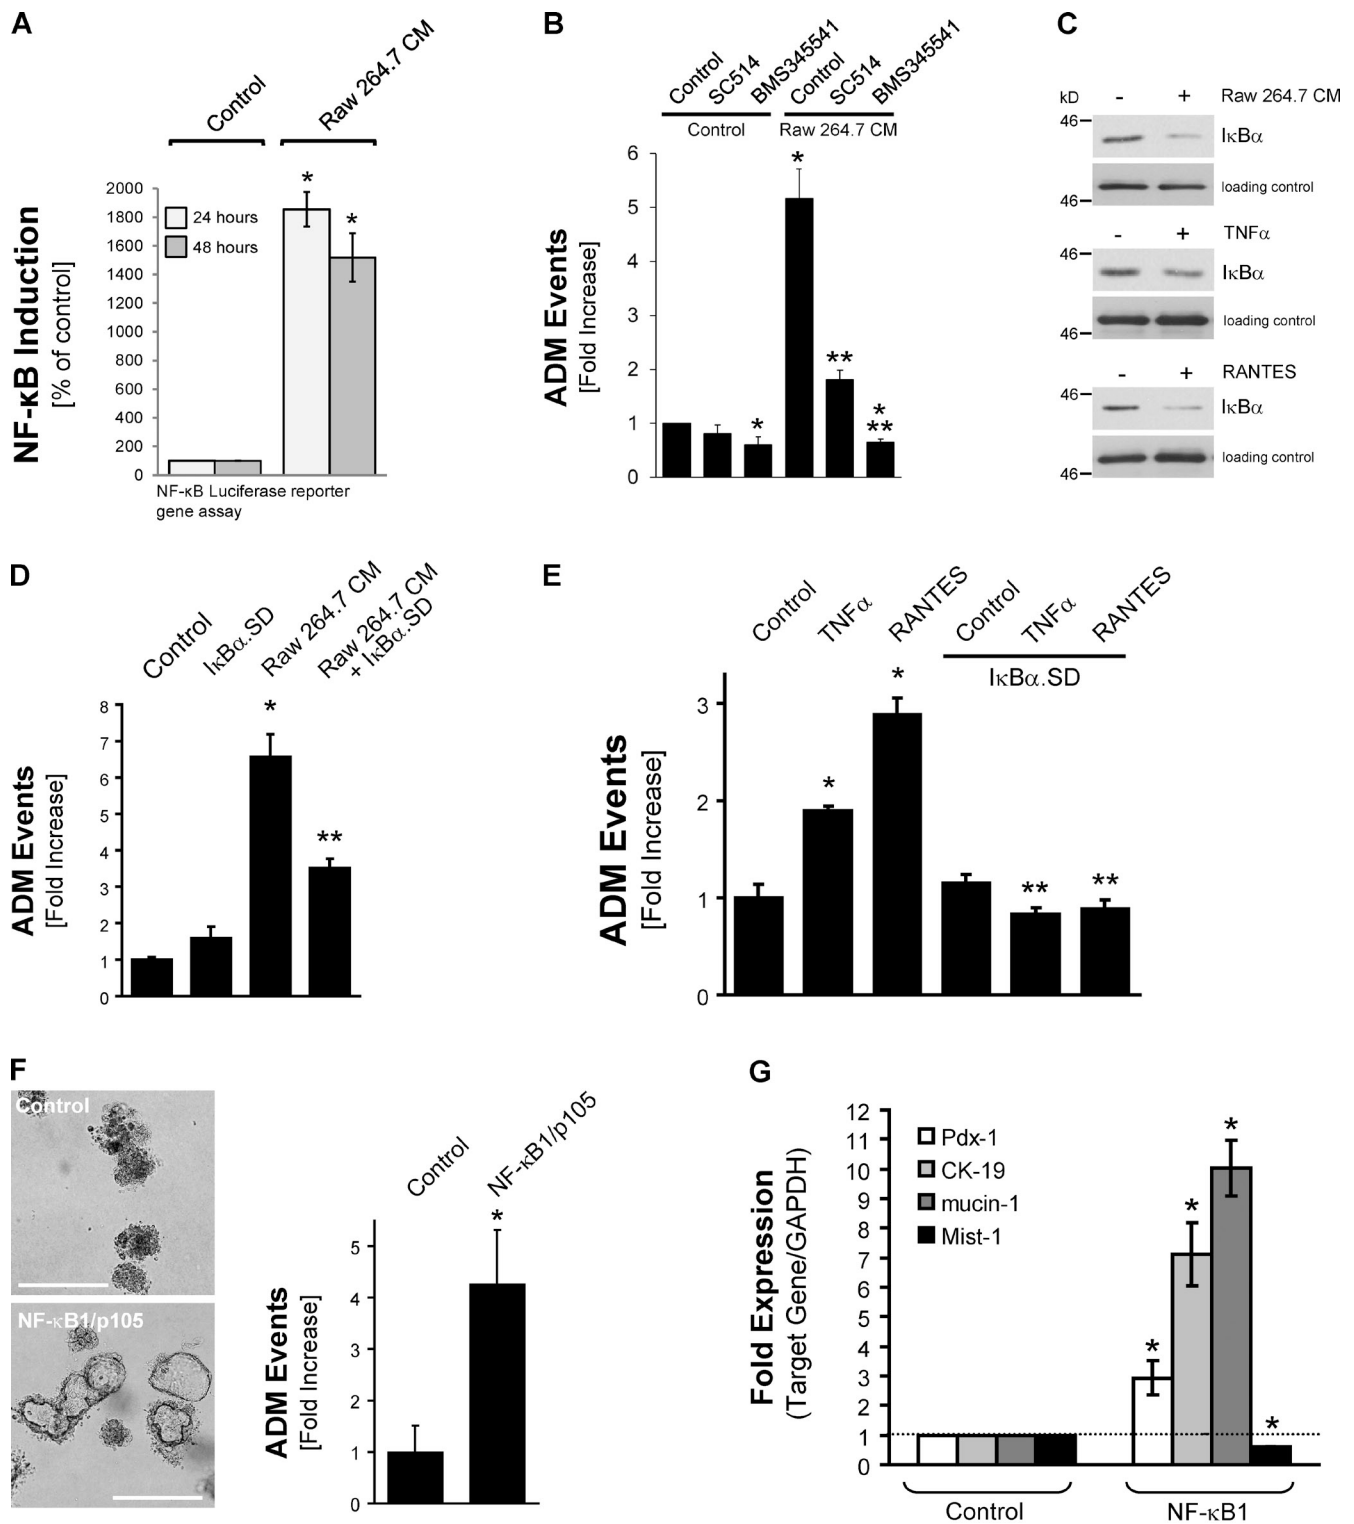 A
Control
Raw 264.7 CM
NF-κB Induction
[% of control]
2000
1800
1600
1400
1200
1000
800
600
400
200
0
24 hours
48 hours
*
*
NF-κB Luciferase reporter
gene assay
B
Control
SC514
BMS345541
Control
SC514
BMS345541
Control
Raw 264.7 CM
ADM Events
[Fold Increase]
6
5
4
3
2
1
0
*
*
**
*
**
C
kD - + Raw 264.7 CM
46
IκBα
loading control
46
- + TNFα
46
IκBα
loading control
46
- + RANTES
46
IκBα
loading control
46
D
Control
IκBα.SD
Raw 264.7 CM
Raw 264.7 CM
+ IκBα.SD
ADM Events
[Fold Increase]
8
7
6
5
4
3
2
1
0
*
**
E
Control
TNFα
RANTES
Control
TNFα
RANTES
IκBα.SD
ADM Events
[Fold Increase]
3
2
1
0
*
*
**
**
F
Control
NF-κB1/p105
Control
NF-κB1/p105
ADM Events
[Fold Increase]
5
4
3
2
1
0
*
G
Fold Expression
(Target Gene/GAPDH)
12
11
10
9
8
7
6
5
4
3
2
1
0
Pdx-1
CK-19
mucin-1
Mist-1
*
*
*
*
Control
NF-κB1